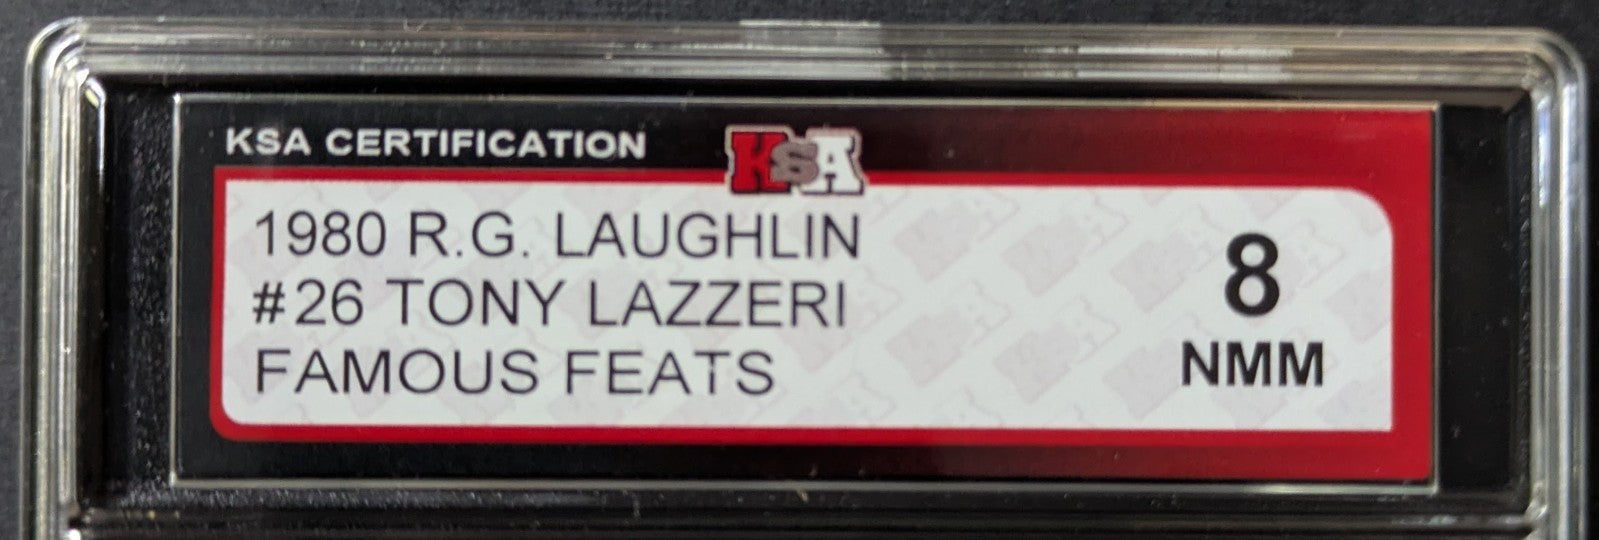 KSA CERTIFICATION
KSA
1980 R.G. LAUGHLIN
#26 TONY LAZZERI
FAMOUS FEATS
8
NMM